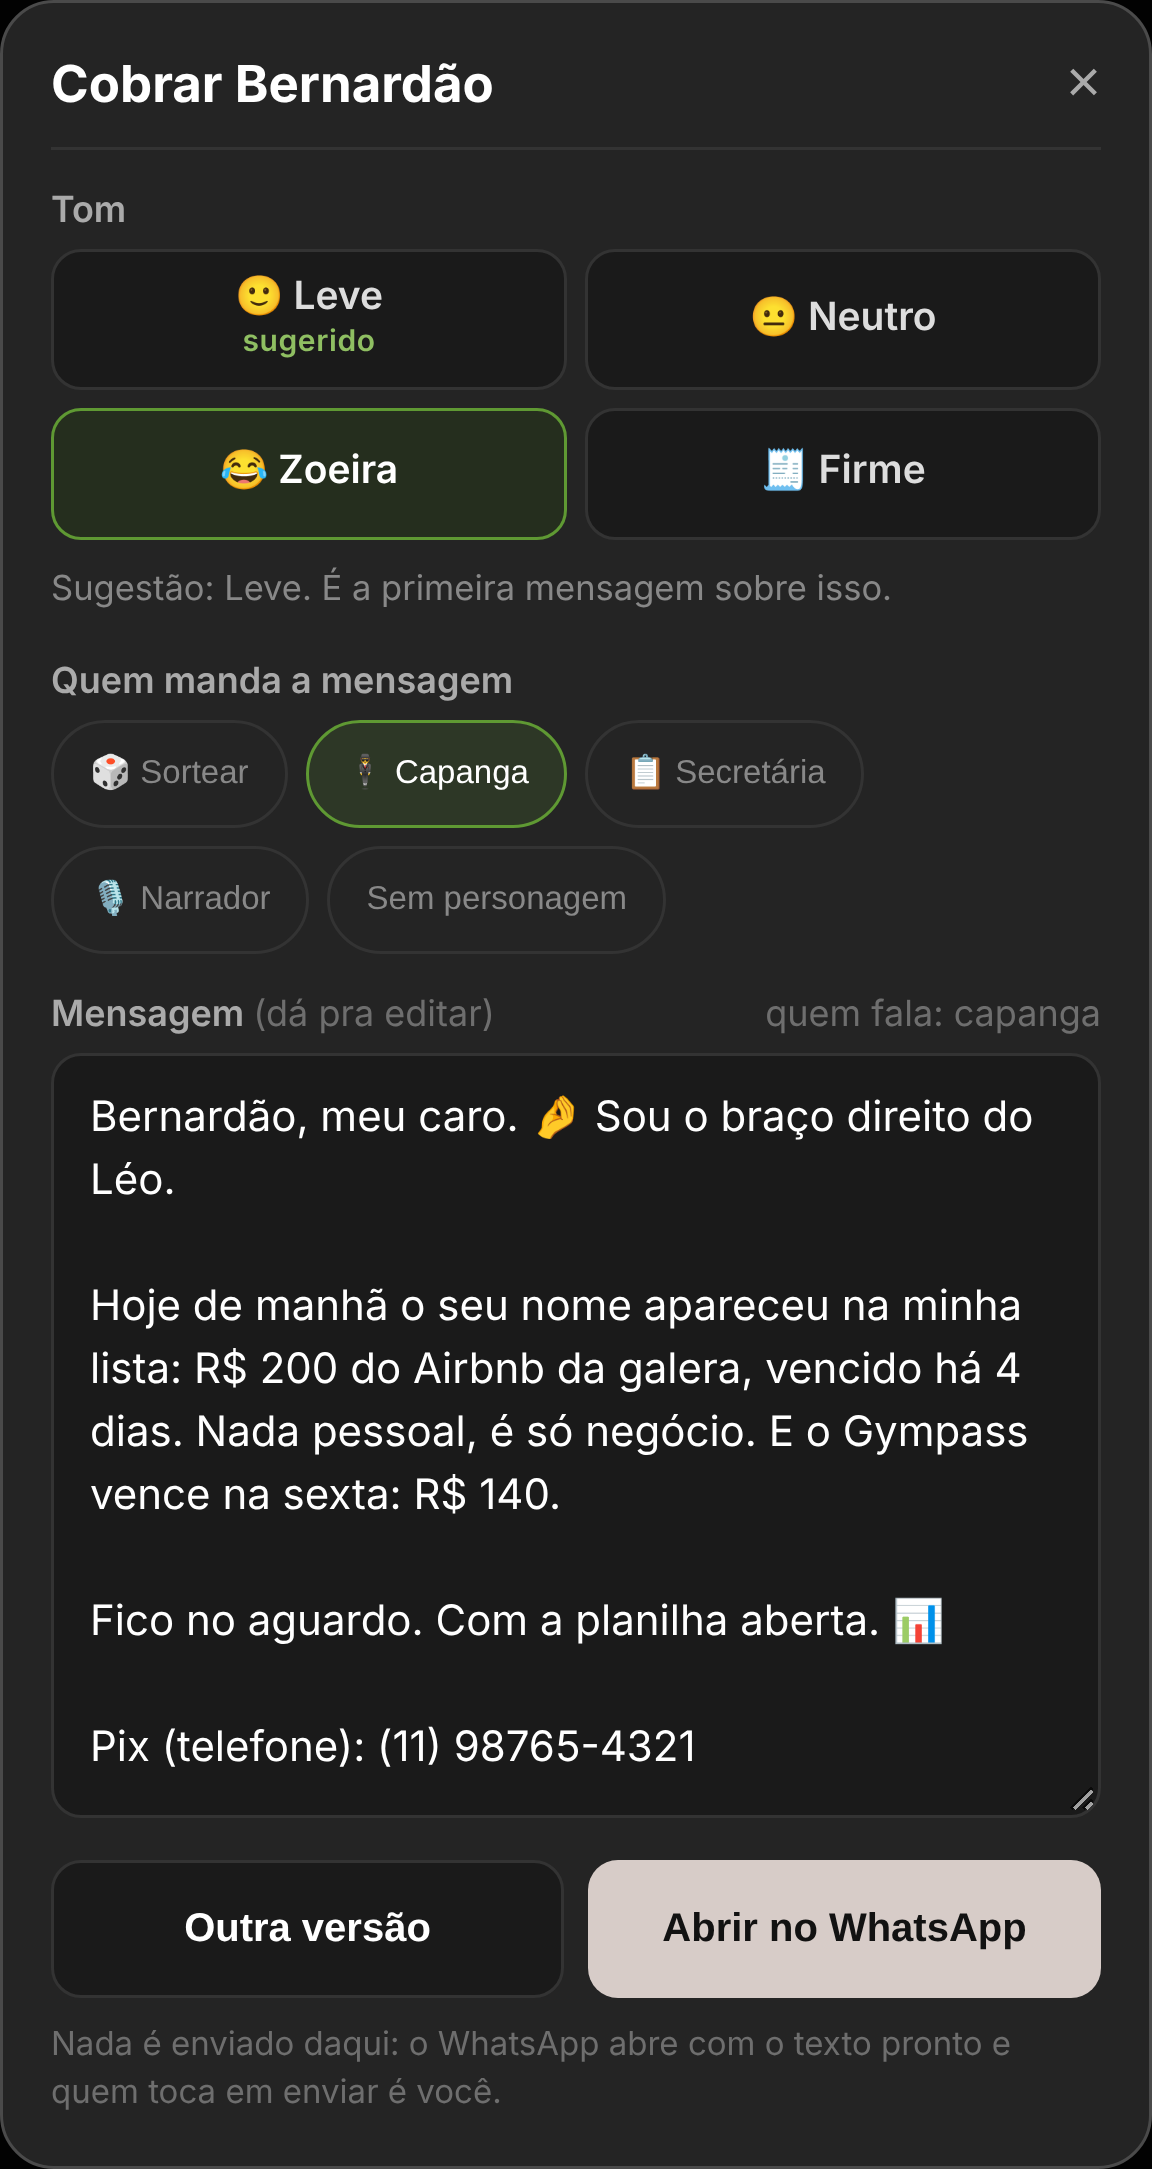 Cobrar Bernardão ✕
Tom
🙂 Leve
sugerido
😐 Neutro
😂 Zoeira
🧾 Firme
Sugestão: Leve. É a primeira mensagem sobre isso.
Quem manda a mensagem
🎲 Sortear
🕴️ Capanga
📋 Secretária
🎙️ Narrador
Sem personagem
Mensagem (dá pra editar)
quem fala: capanga
Bernardão, meu caro. 🤌 Sou o braço direito do
Léo.
Hoje de manhã o seu nome apareceu na minha
lista: R$ 200 do Airbnb da galera, vencido há 4
dias. Nada pessoal, é só negócio. E o Gympass
vence na sexta: R$ 140.
Fico no aguardo. Com a planilha aberta. 📊
Pix (telefone): (11) 98765-4321
Outra versão
Abrir no WhatsApp
Nada é enviado daqui: o WhatsApp abre com o texto pronto e
quem toca em enviar é você.